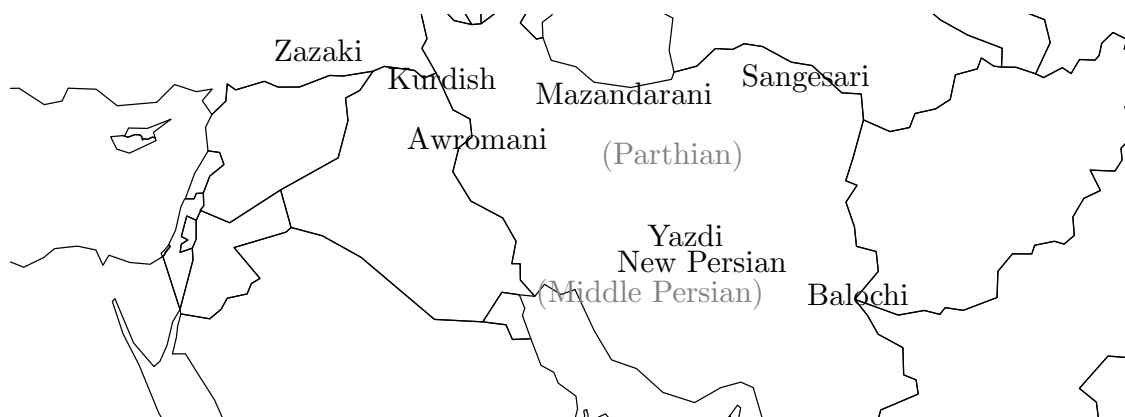 Zazaki
Kurdish
Sangesari
Mazandarani
Awromani
(Parthian)
Yazdi
New Persian
(Middle Persian)
Balochi